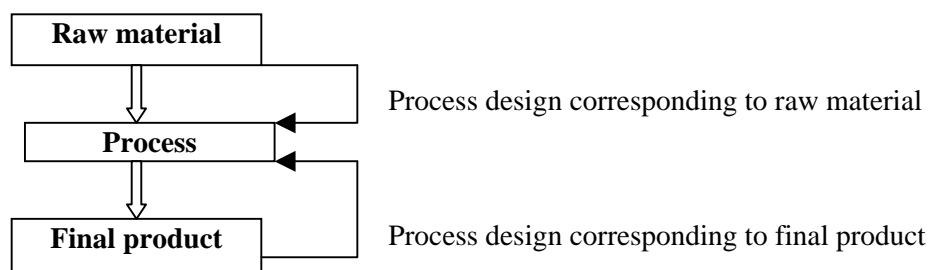 Raw material
Process design corresponding to raw material
Process
Final product
Process design corresponding to final product